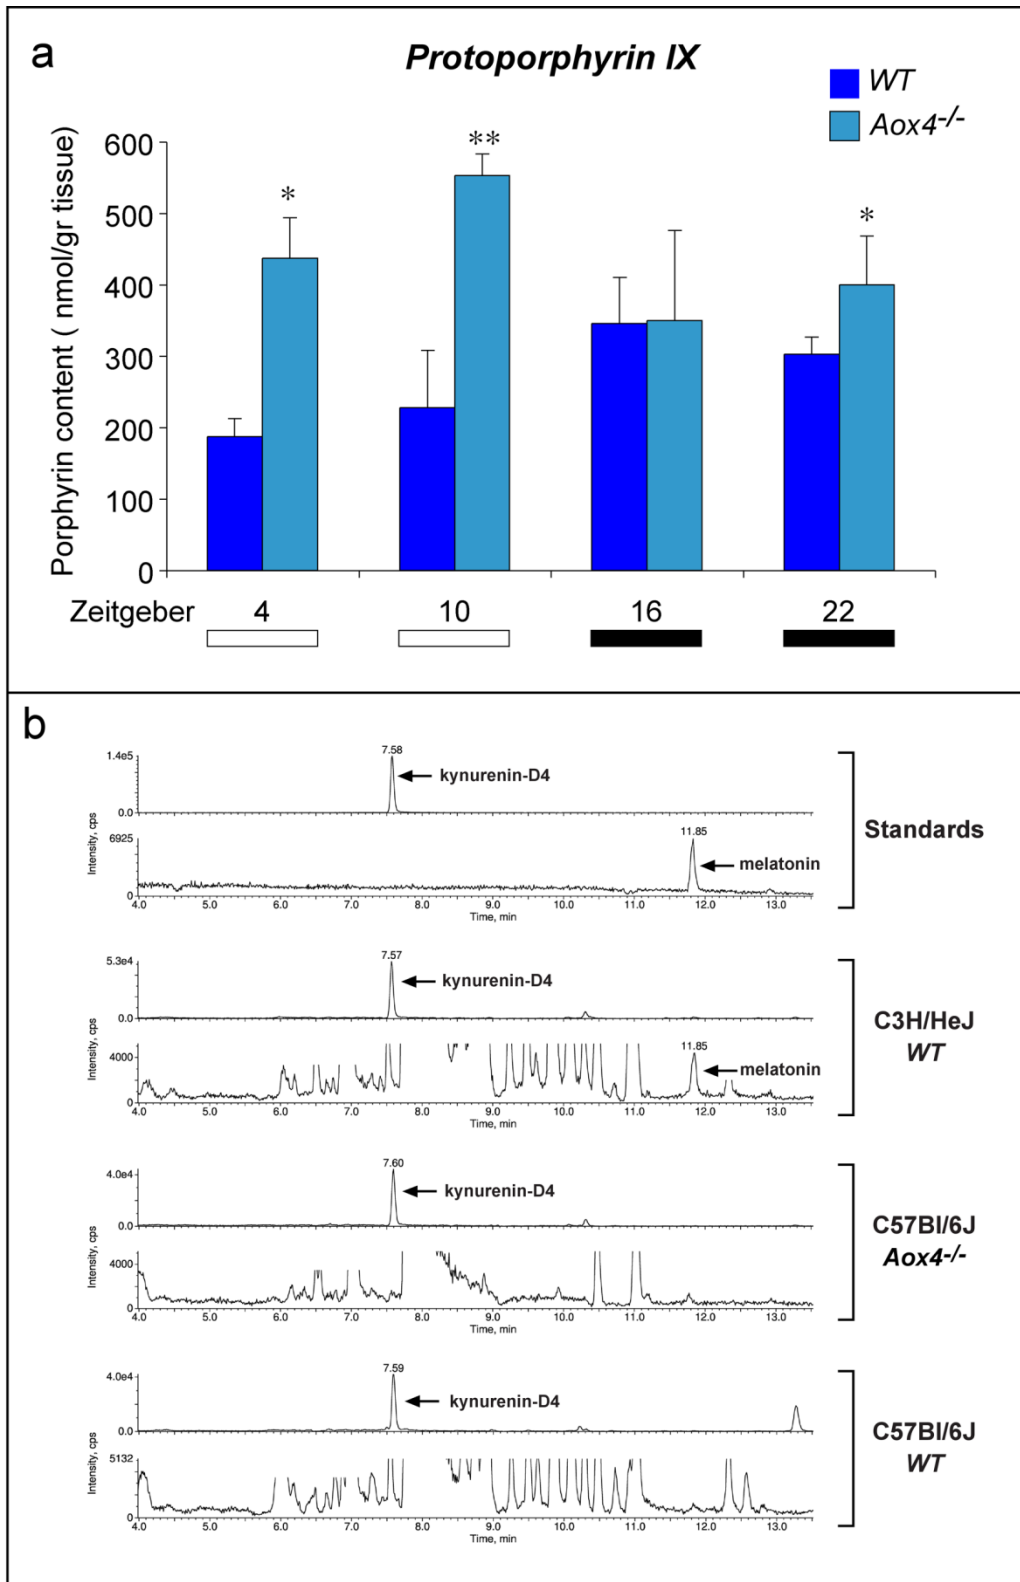 a
Protoporphyrin IX
WT
Aox4-/-
Porphyrin content ( nmol/gr tissue)
600
500
400
300
200
100
0
*
**
*
Zeitgeber 4 10 16 22
b
7.58
1.4e5
kynurenin-D4
0.0
Standards
6925
11.85
melatonin
Intensity, cps
0
4.0 5.0 6.0 7.0 8.0 9.0 10.0 11.0 12.0 13.0
Time, min
7.57
5.3e4
kynurenin-D4
0.0
C3H/HeJ
WT
4000
11.85
melatonin
Intensity, cps
0
4.0 5.0 6.0 7.0 8.0 9.0 10.0 11.0 12.0 13.0
Time, min
7.60
4.0e4
kynurenin-D4
0.0
C57Bl/6J
Aox4-/-
4000
Intensity, cps
0
4.0 5.0 6.0 7.0 8.0 9.0 10.0 11.0 12.0 13.0
Time, min
7.59
4.0e4
kynurenin-D4
0.0
C57Bl/6J
WT
5132
Intensity, cps
0
4.0 5.0 6.0 7.0 8.0 9.0 10.0 11.0 12.0 13.0
Time, min